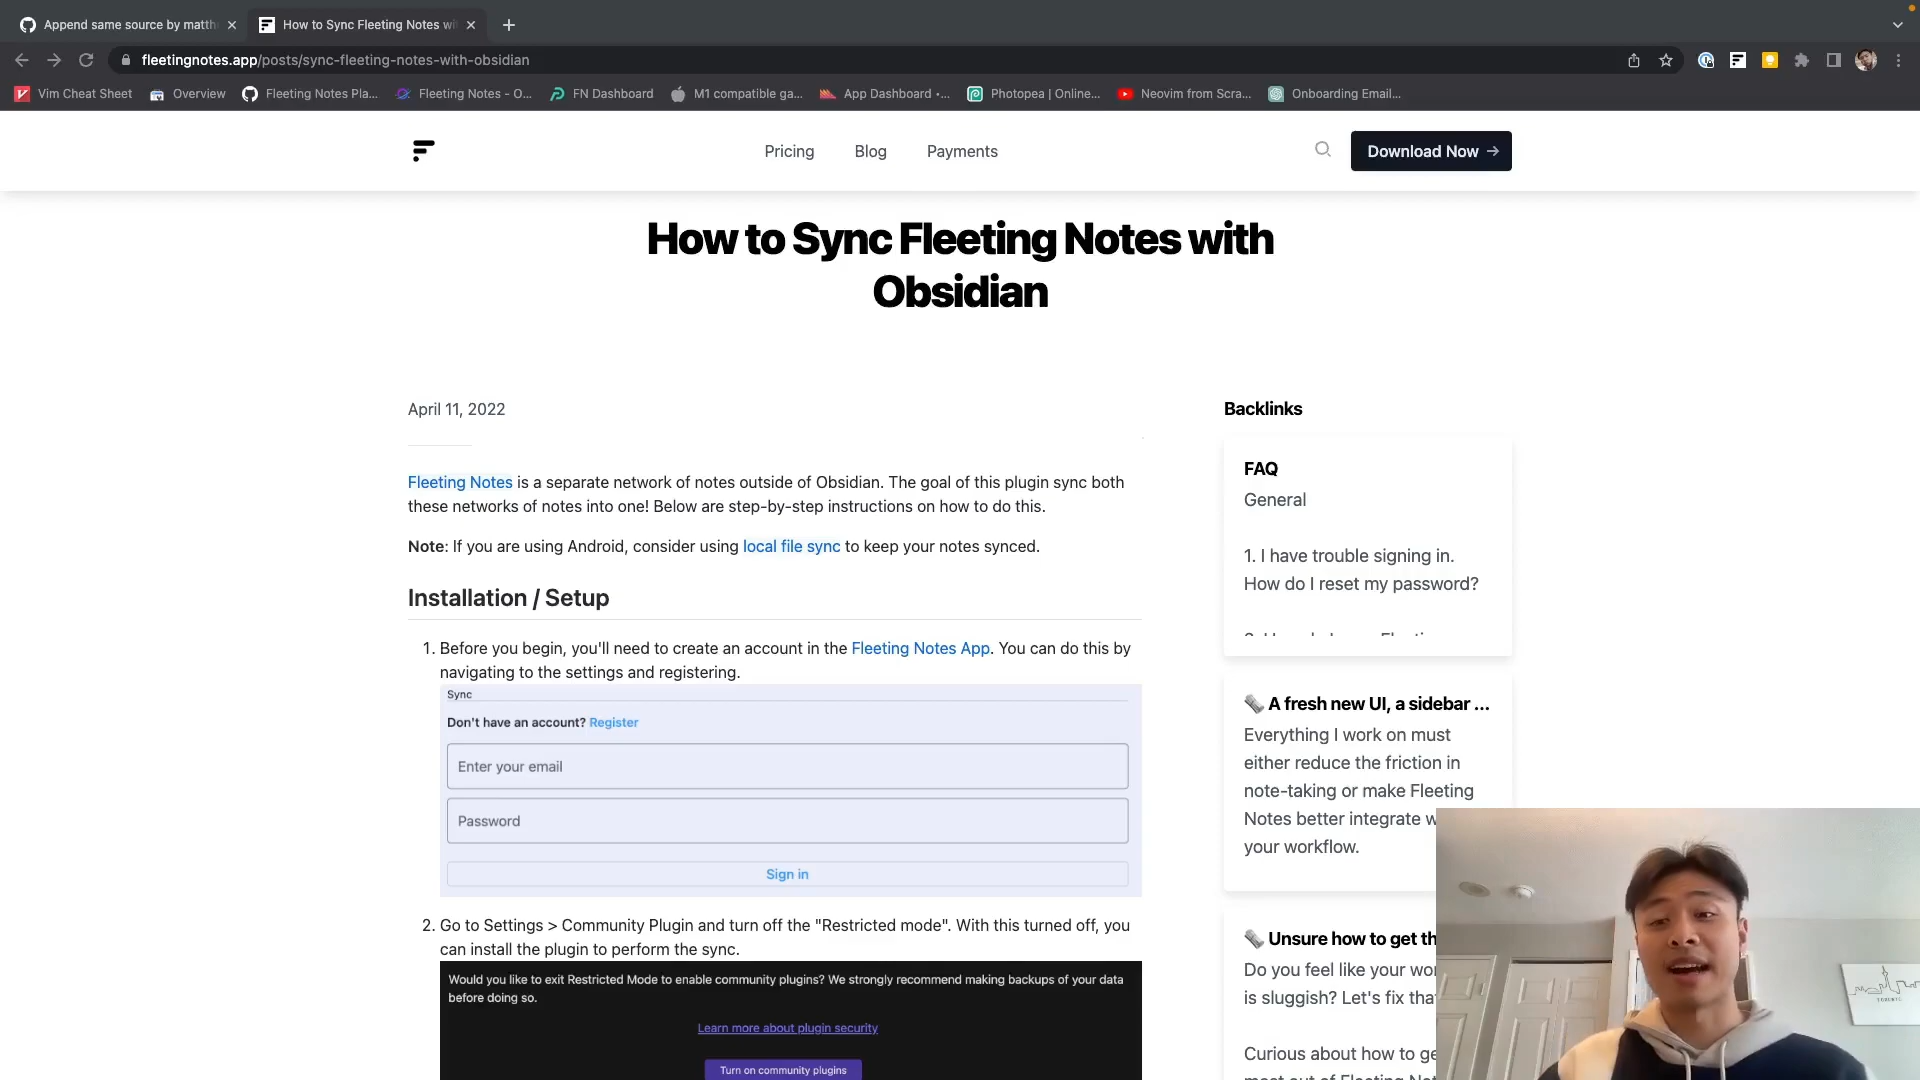 Append same source by matth
How to Sync Fleeting Notes wi
fleetingnotes.app/posts/sync-fleeting-notes-with-obsidian
Vim Cheat Sheet
Overview
Fleeting Notes Pla...
Fleeting Notes - O...
FN Dashboard
M1 compatible ga...
App Dashboard •...
Photopea | Online...
Neovim from Scra...
Onboarding Email...
Pricing
Blog
Payments
Download Now →
How to Sync Fleeting Notes with
Obsidian
April 11, 2022
Fleeting Notes is a separate network of notes outside of Obsidian. The goal of this plugin sync both
these networks of notes into one! Below are step-by-step instructions on how to do this.
Note: If you are using Android, consider using local file sync to keep your notes synced.
Installation / Setup
1. Before you begin, you'll need to create an account in the Fleeting Notes App. You can do this by
navigating to the settings and registering.
Sync
Don't have an account? Register
Enter your email
Password
Sign in
2. Go to Settings > Community Plugin and turn off the "Restricted mode". With this turned off, you
can install the plugin to perform the sync.
Would you like to exit Restricted Mode to enable community plugins? We strongly recommend making backups of your data
before doing so.
Learn more about plugin security
Turn on community plugins
Backlinks
FAQ
General
1. I have trouble signing in.
How do I reset my password?
A fresh new UI, a sidebar ...
Everything I work on must
either reduce the friction in
note-taking or make Fleeting
Notes better integrate w
your workflow.
Unsure how to get th
Do you feel like your wor
is sluggish? Let's fix tha
Curious about how to ge
TORONTO